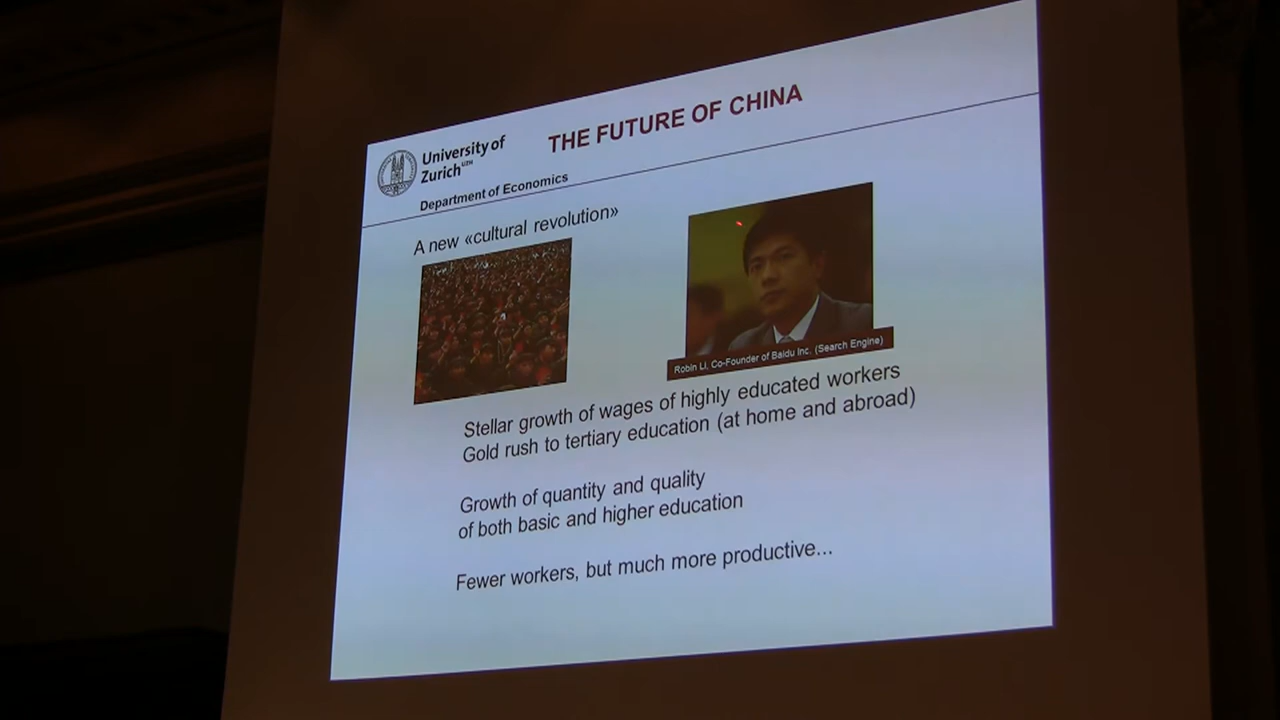 THE FUTURE OF CHINA
University of
Zurich UZH
Department of Economics
A new «cultural revolution»
Robin Li, Co-Founder of Baidu Inc. (Search Engine)
Stellar growth of wages of highly educated workers
Gold rush to tertiary education (at home and abroad)
Growth of quantity and quality
of both basic and higher education
Fewer workers, but much more productive...